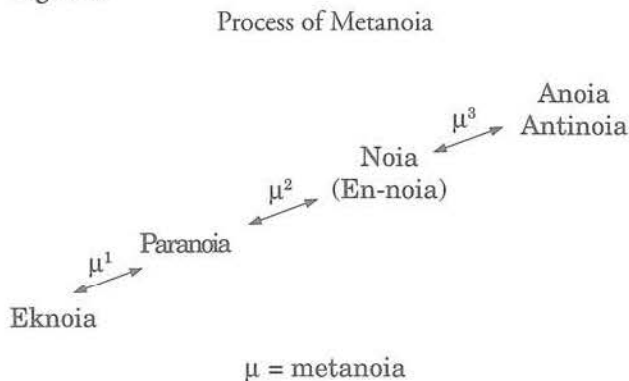 Process of Metanoia
Anoia
Antinoia
μ³
Noia
(En-noia)
μ²
Paranoia
μ¹
Eknoia
μ = metanoia